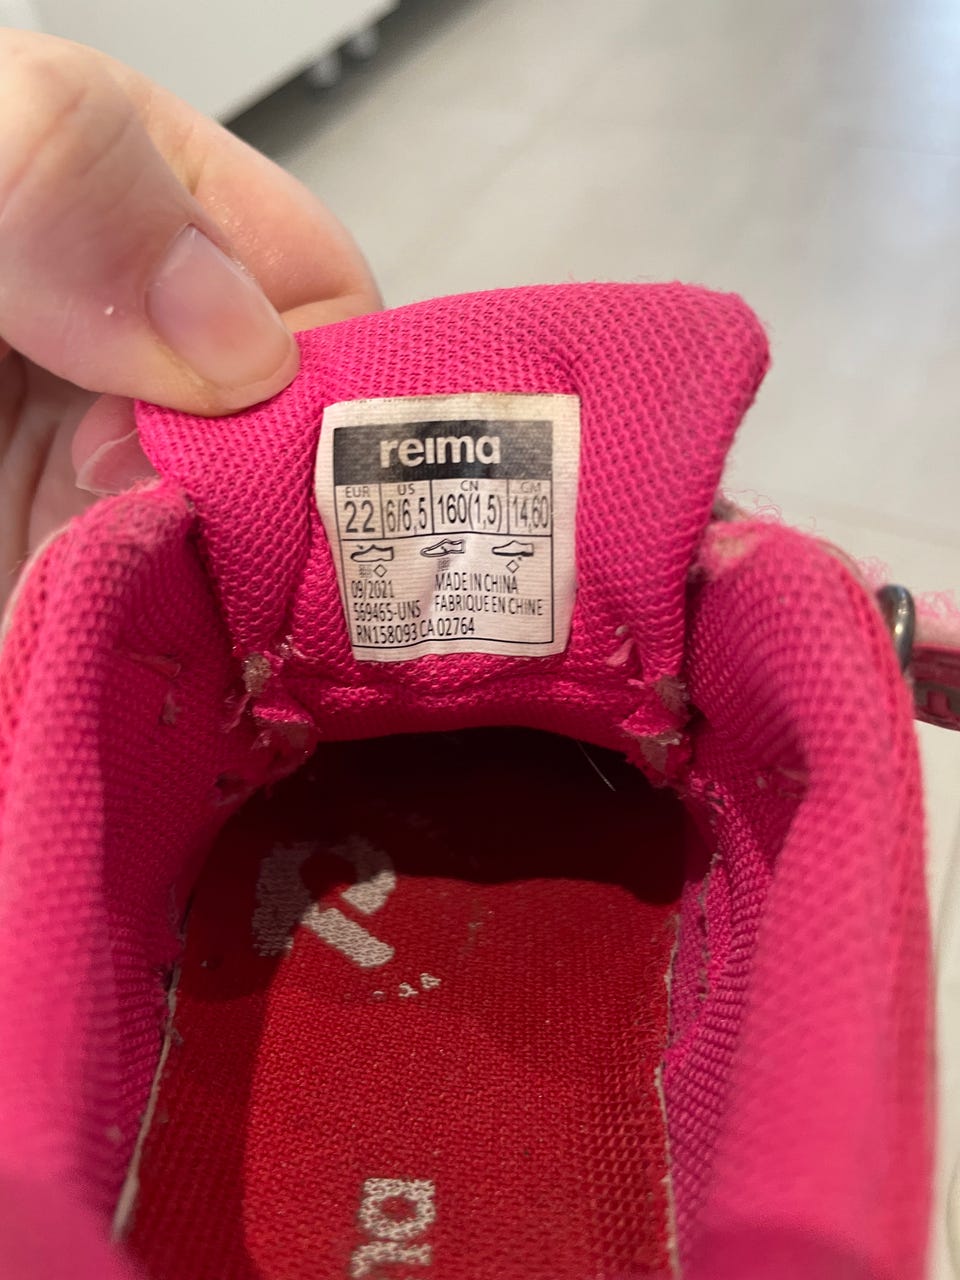 reima
EUR US CN CM
22 6/6,5 160(1,5) 14,60
09/2021 MADE IN CHINA
569465-UNS FABRIQUE EN CHINE
RN158093 CA 02764